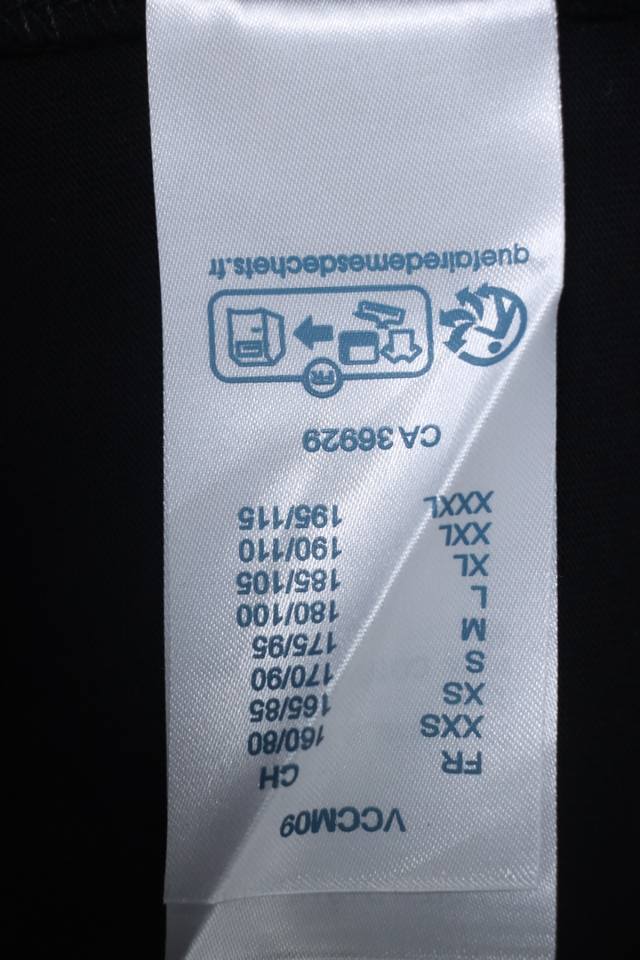 VCCM09
FR CH
XXS 160/80
XS 165/85
S 170/90
M 175/95
L 180/100
XL 185/105
XXL 190/110
XXXL 195/115
CA 36929
FR
quefairedemesdechets.fr